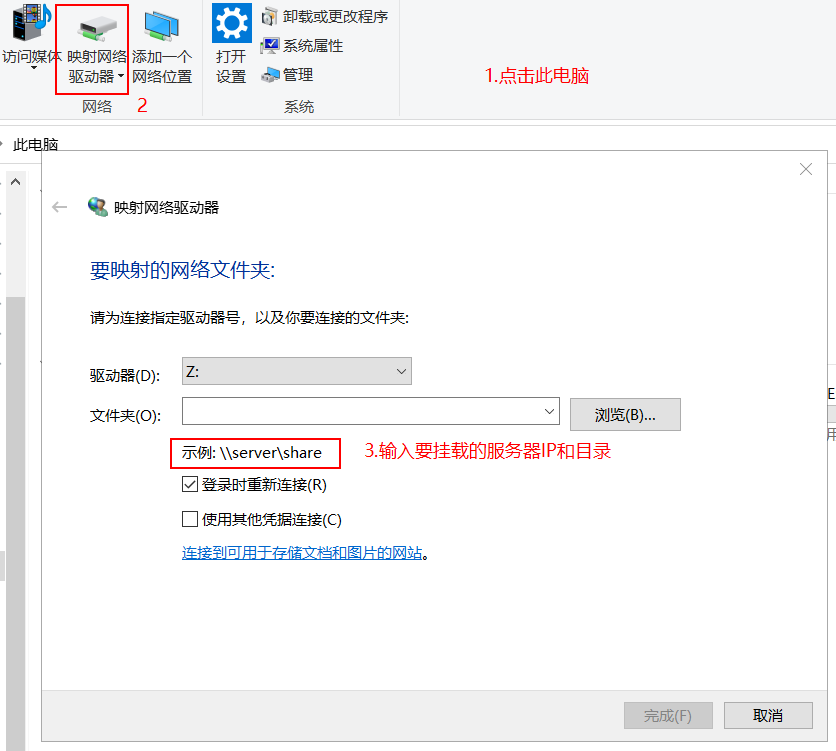 卸载或更改程序
访问媒体
映射网络
驱动器
添加一个
网络位置
打开
设置
系统属性
管理
1.点击此电脑
网络
2
系统
此电脑
映射网络驱动器
要映射的网络文件夹:
请为连接指定驱动器号，以及你要连接的文件夹:
驱动器(D):
Z:
文件夹(O):
浏览(B)...
示例: \\server\share
3.输入要挂载的服务器IP和目录
登录时重新连接(R)
使用其他凭据连接(C)
连接到可用于存储文档和图片的网站。
完成(F)
取消